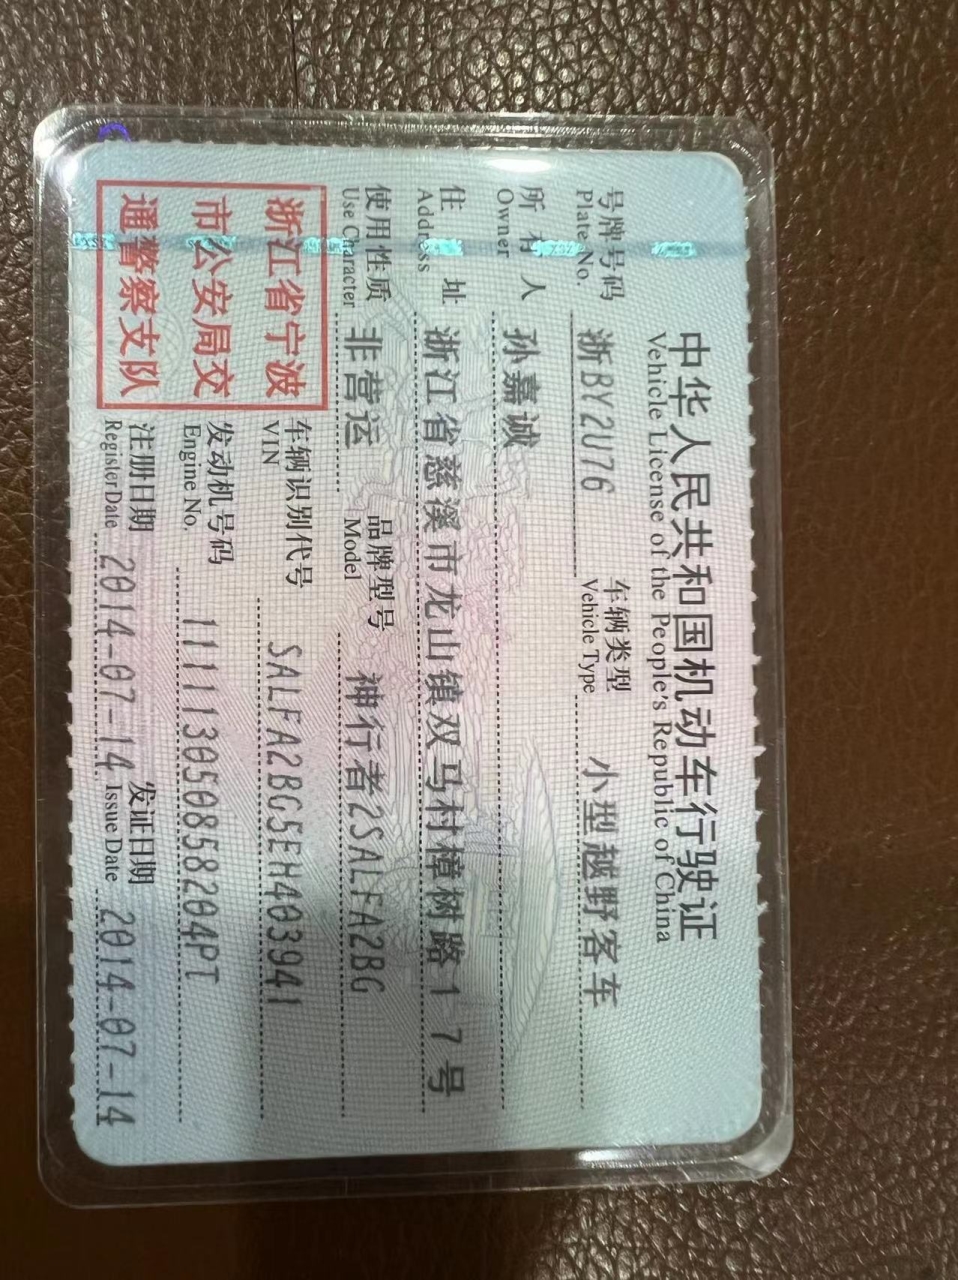 中华人民共和国机动车行驶证
Vehicle License of the People's Republic of China
号牌号码 浙BY2U76 车辆类型 小型越野客车
Plate No. Vehicle Type
所有人 孙嘉诚
Owner
住址 浙江省慈溪市龙山镇双马村樟树路17号
Address
使用性质 非营运 品牌型号 神行者2SALFA2BG
Use Character Model
浙江省宁波
市公安局交
通警察支队
车辆识别代号 SALFA2BG5EH403941
VIN
发动机号码 111113050858204PT
Engine No.
注册日期 2014-07-14 发证日期 2014-07-14
Register Date Issue Date